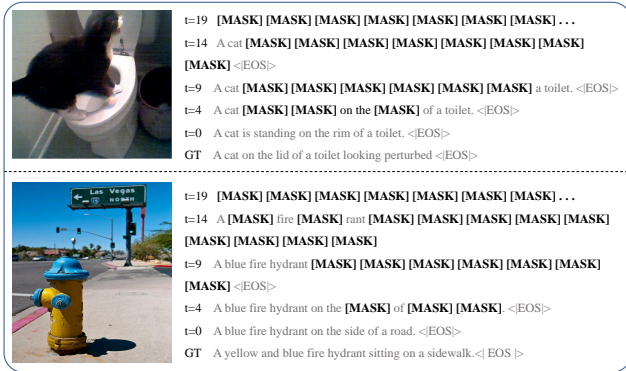 t=19 [MASK] [MASK] [MASK] [MASK] [MASK] [MASK] [MASK] ...
t=14 A cat [MASK] [MASK] [MASK] [MASK] [MASK] [MASK] [MASK]
[MASK] <|EOS|>
t=9 A cat [MASK] [MASK] [MASK] [MASK] [MASK] [MASK] a toilet. <|EOS|>
t=4 A cat [MASK] [MASK] on the [MASK] of a toilet. <|EOS|>
t=0 A cat is standing on the rim of a toilet. <|EOS|>
GT A cat on the lid of a toilet looking perturbed <|EOS|>
Las Vegas
15 NORTH
t=19 [MASK] [MASK] [MASK] [MASK] [MASK] [MASK] [MASK] ...
t=14 A [MASK] fire [MASK] rant [MASK] [MASK] [MASK] [MASK] [MASK]
[MASK] [MASK] [MASK] [MASK]
t=9 A blue fire hydrant [MASK] [MASK] [MASK] [MASK] [MASK] [MASK]
[MASK] <|EOS|>
t=4 A blue fire hydrant on the [MASK] of [MASK] [MASK]. <|EOS|>
t=0 A blue fire hydrant on the side of a road. <|EOS|>
GT A yellow and blue fire hydrant sitting on a sidewalk.<| EOS |>